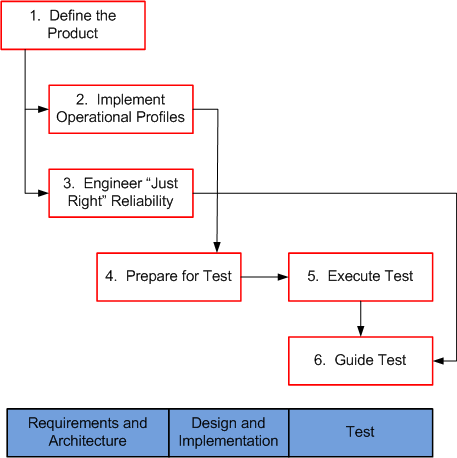 1. Define the
Product
2. Implement
Operational Profiles
3. Engineer “Just
Right” Reliability
4. Prepare for Test
5. Execute Test
6. Guide Test
Requirements and
Architecture
Design and
Implementation
Test